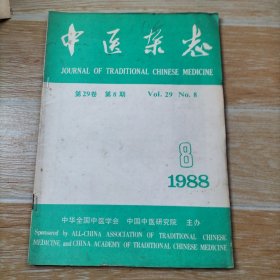 中医杂志
JOURNAL OF TRADITIONAL CHINESE MEDICINE
第29卷 第8期 Vol. 29 No. 8
8
1988
中华全国中医学会 中国中医研究院 主办
Sponsored by ALL-CHINA ASSOCIATION OF TRADITIONAL CHINESE
MEDICINE and CHINA ACADEMY OF TRADITIONAL CHINESE MEDICINE